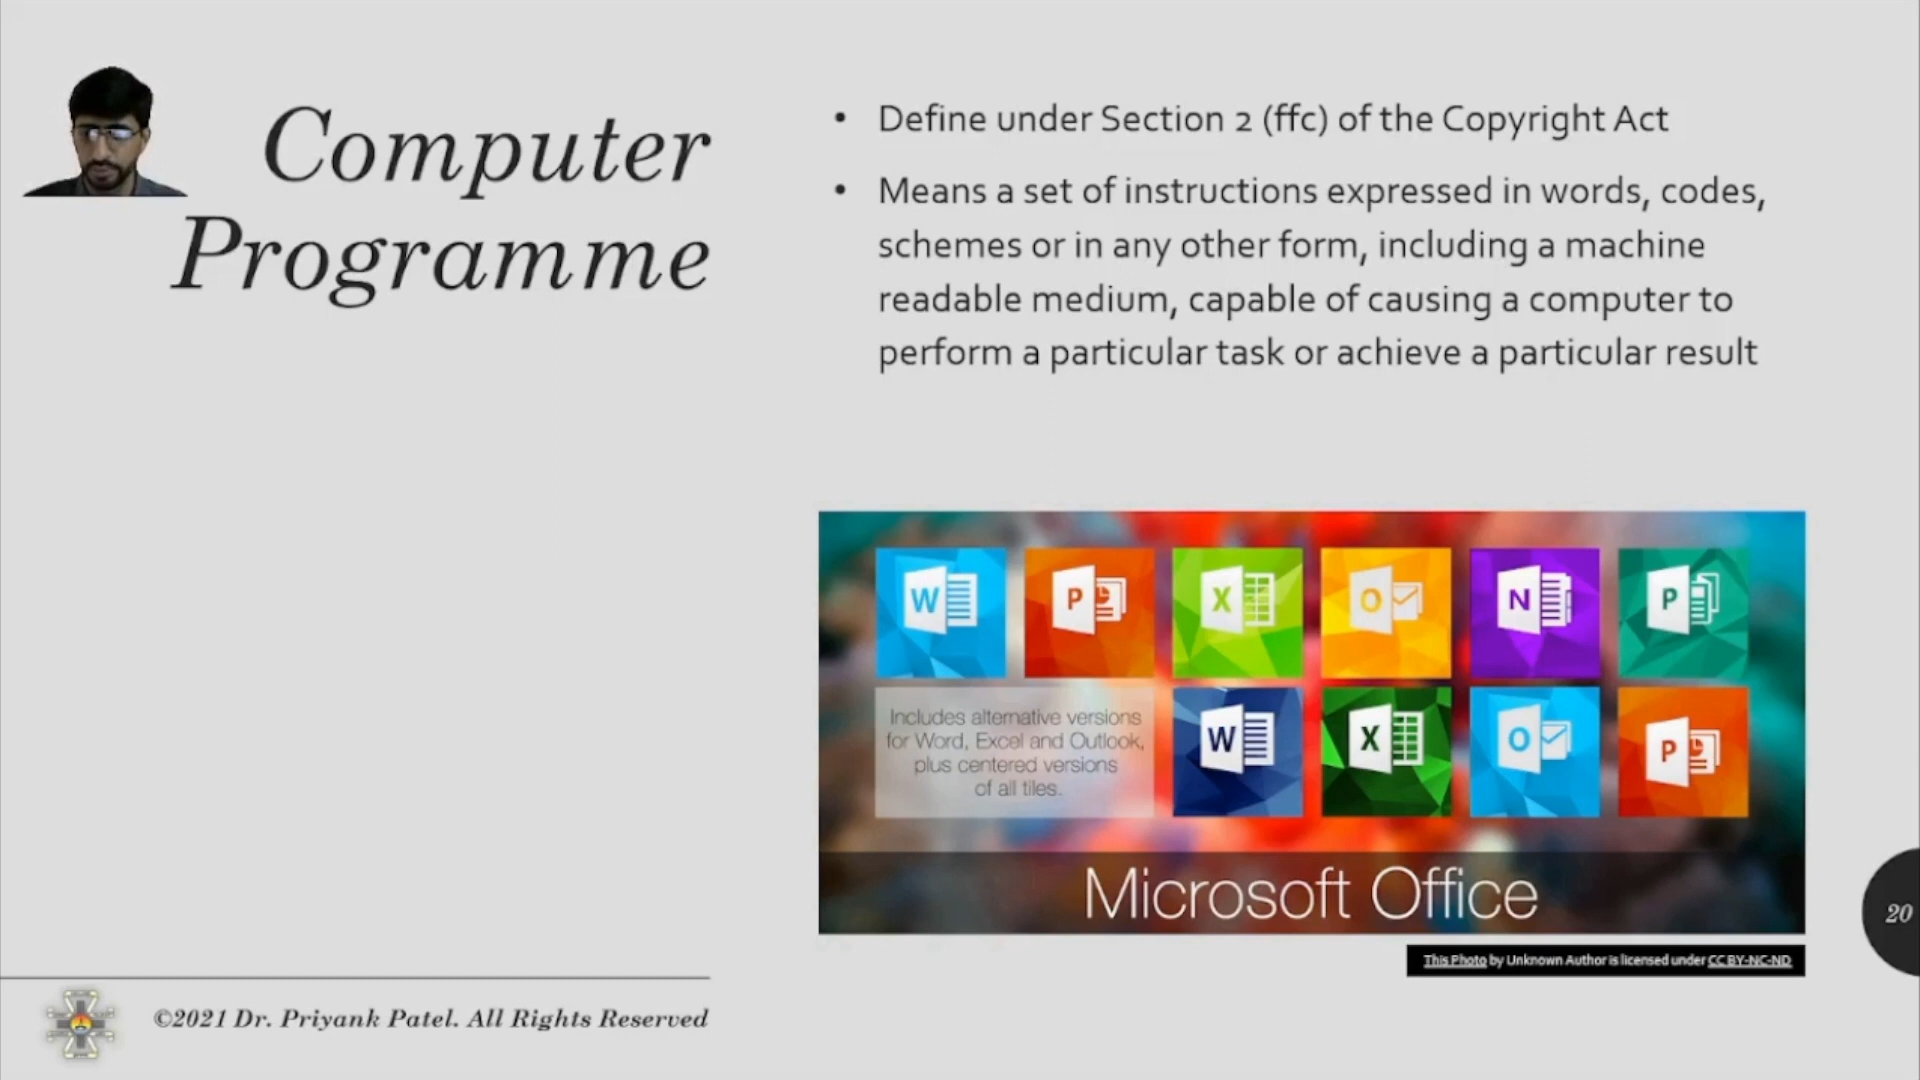 Computer
Programme
• Define under Section 2 (ffc) of the Copyright Act
• Means a set of instructions expressed in words, codes,
schemes or in any other form, including a machine
readable medium, capable of causing a computer to
perform a particular task or achieve a particular result
W P X O N P
Includes alternative versions
for Word, Excel and Outlook,
plus centered versions
of all tiles.
W X O P
Microsoft Office
This Photo by Unknown Author is licensed under CC BY-NC-ND
20
©2021 Dr. Priyank Patel. All Rights Reserved